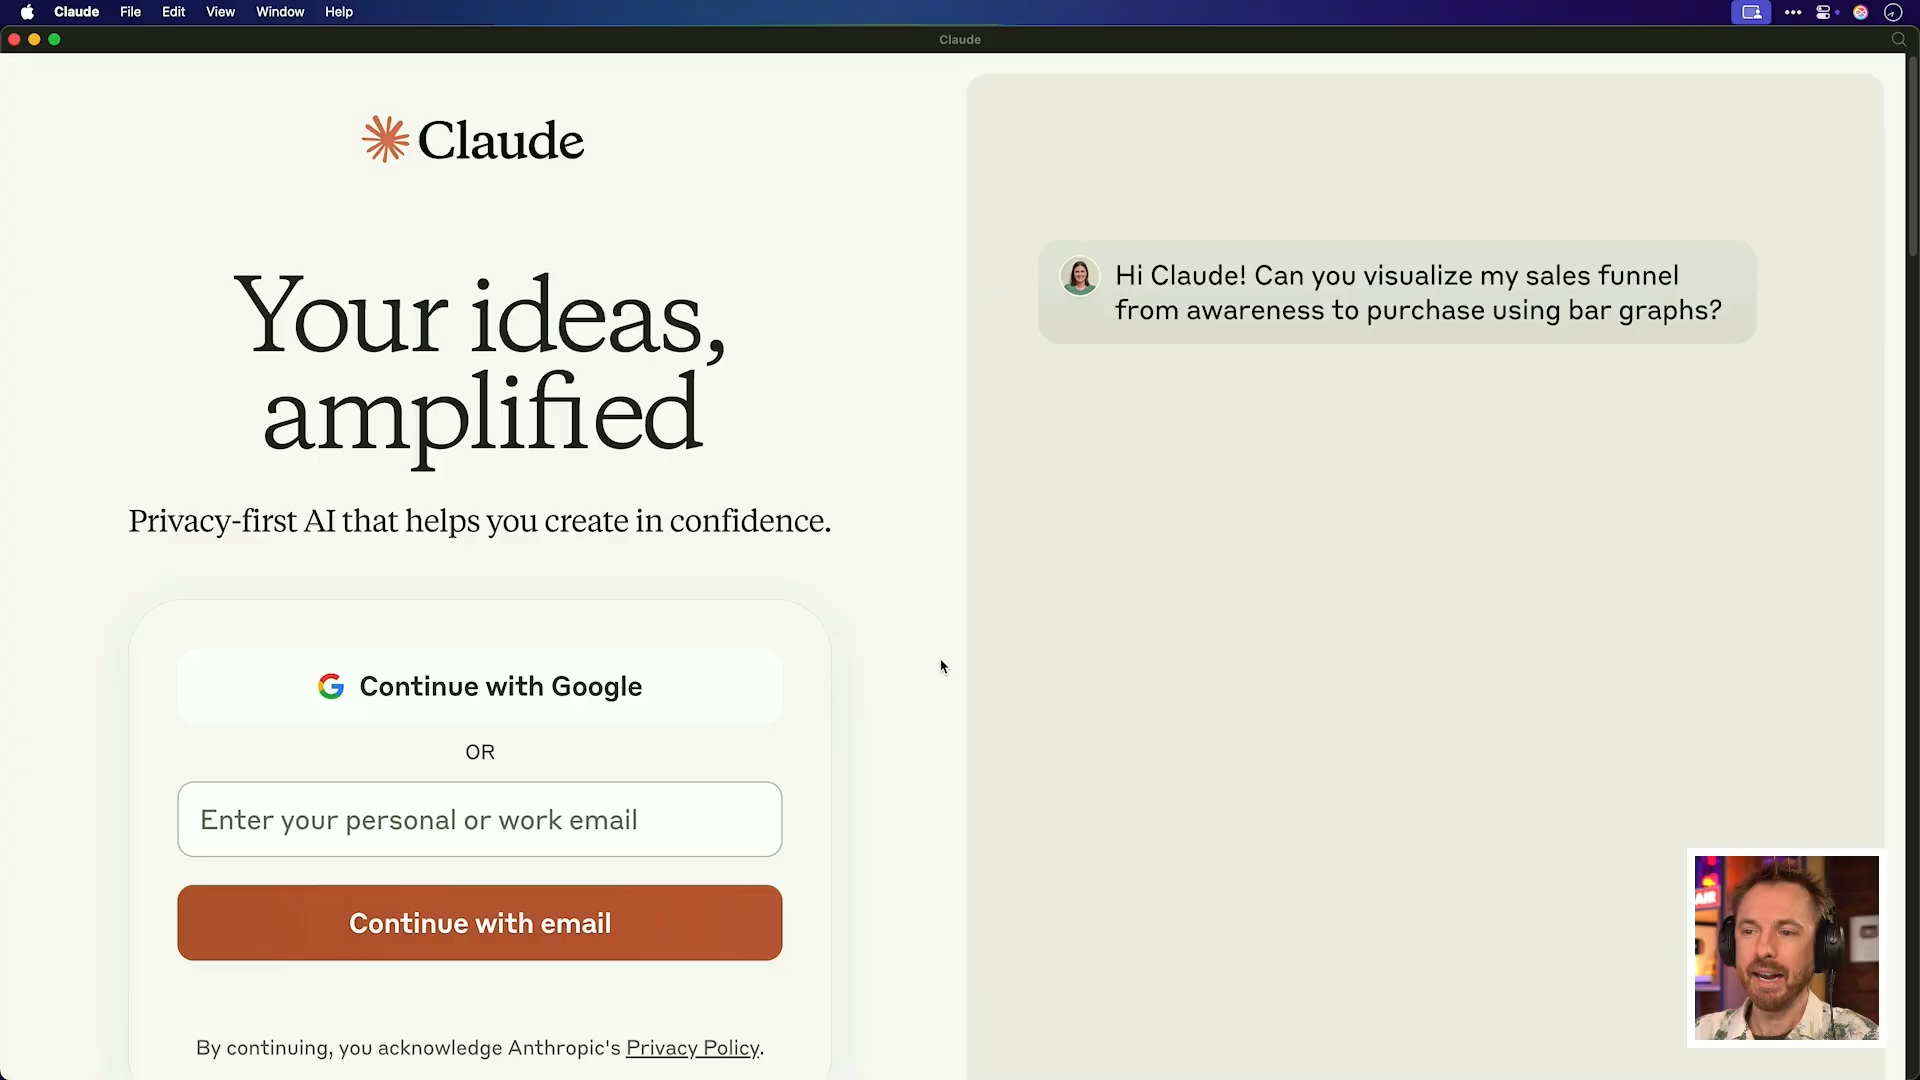 Claude File Edit View Window Help
Claude
Claude
Your ideas,
amplified
Privacy-first AI that helps you create in confidence.
Continue with Google
OR
Enter your personal or work email
Continue with email
By continuing, you acknowledge Anthropic's Privacy Policy.
Hi Claude! Can you visualize my sales funnel
from awareness to purchase using bar graphs?
AIR